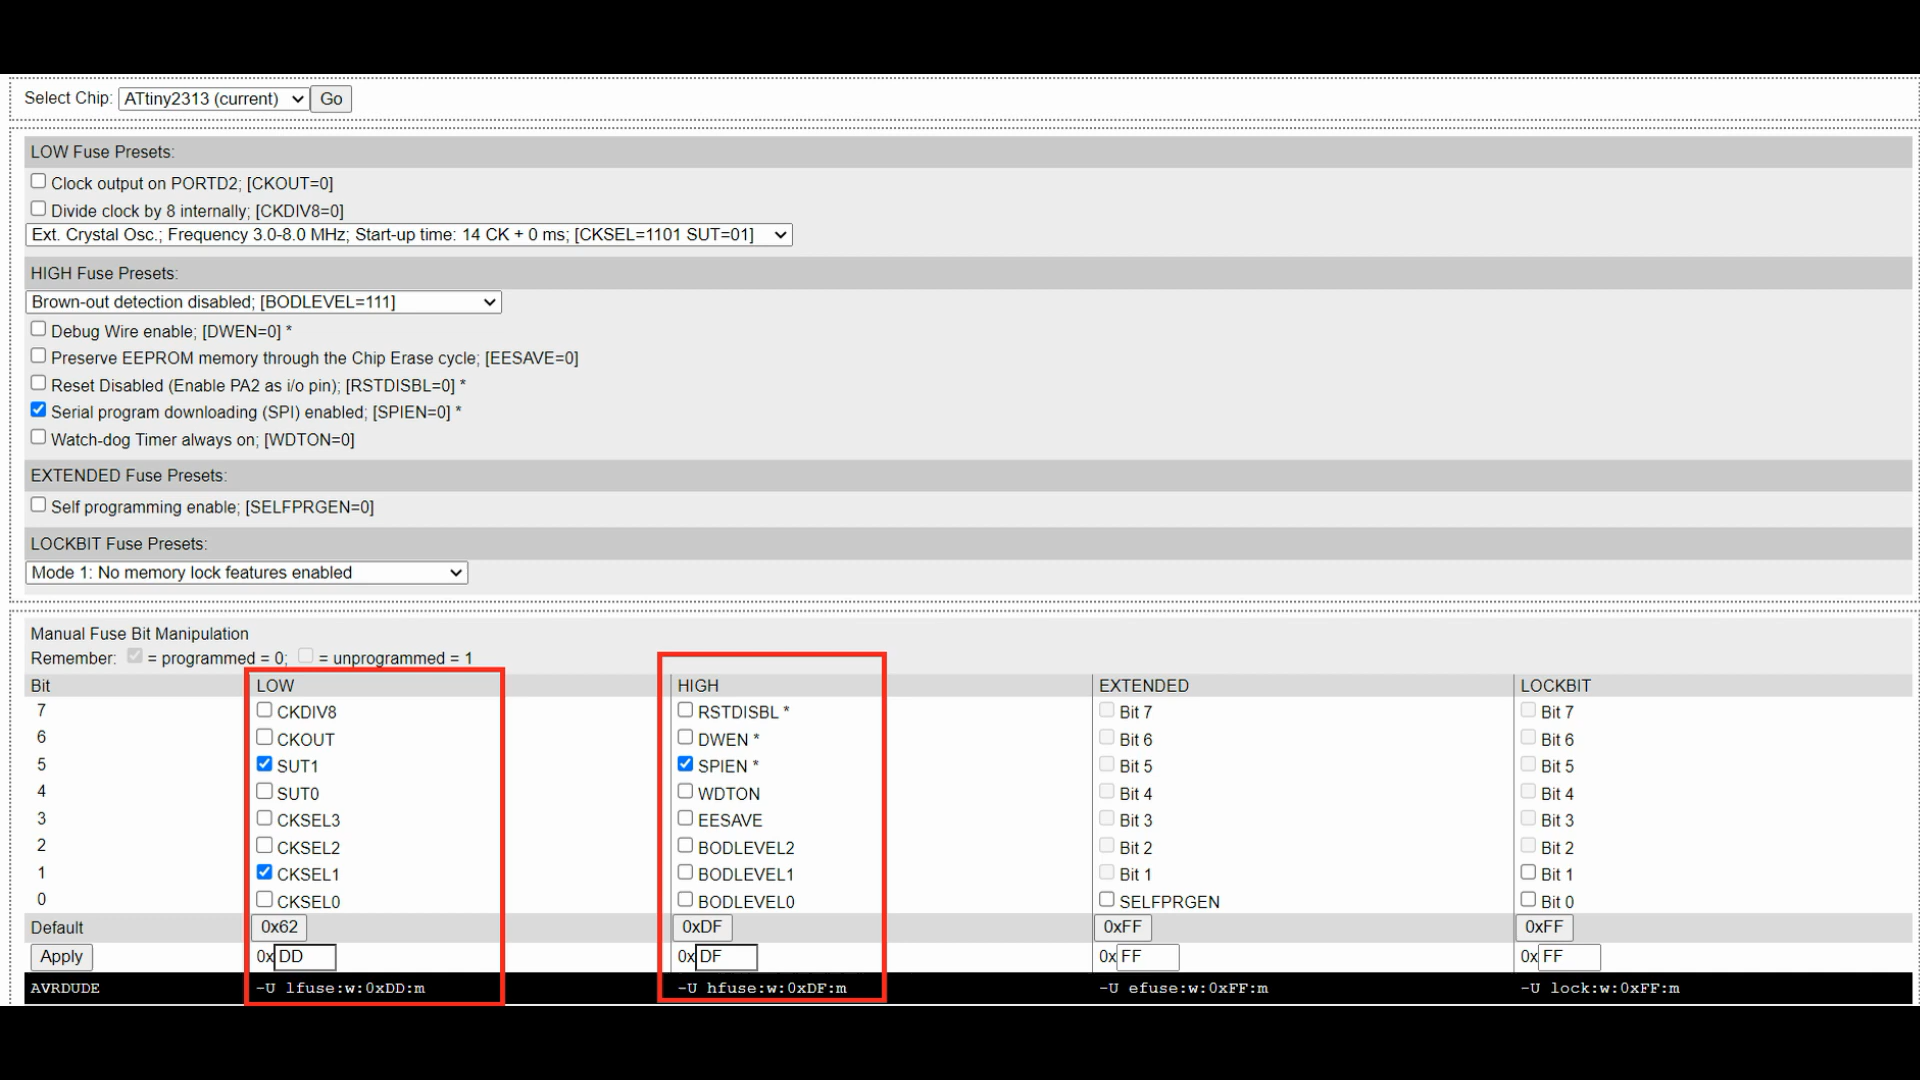 Select Chip: ATtiny2313 (current) Go
LOW Fuse Presets:
Clock output on PORTD2; [CKOUT=0]
Divide clock by 8 internally; [CKDIV8=0]
Ext. Crystal Osc.; Frequency 3.0-8.0 MHz; Start-up time: 14 CK + 0 ms; [CKSEL=1101 SUT=01]
HIGH Fuse Presets:
Brown-out detection disabled; [BODLEVEL=111]
Debug Wire enable; [DWEN=0] *
Preserve EEPROM memory through the Chip Erase cycle; [EESAVE=0]
Reset Disabled (Enable PA2 as i/o pin); [RSTDISBL=0] *
Serial program downloading (SPI) enabled; [SPIEN=0] *
Watch-dog Timer always on; [WDTON=0]
EXTENDED Fuse Presets:
Self programming enable; [SELFPRGEN=0]
LOCKBIT Fuse Presets:
Mode 1: No memory lock features enabled
Manual Fuse Bit Manipulation
Remember: = programmed = 0; = unprogrammed = 1
Bit LOW HIGH EXTENDED LOCKBIT
7 CKDIV8 RSTDISBL * Bit 7 Bit 7
6 CKOUT DWEN * Bit 6 Bit 6
5 SUT1 SPIEN * Bit 5 Bit 5
4 SUT0 WDTON Bit 4 Bit 4
3 CKSEL3 EESAVE Bit 3 Bit 3
2 CKSEL2 BODLEVEL2 Bit 2 Bit 2
1 CKSEL1 BODLEVEL1 Bit 1 Bit 1
0 CKSEL0 BODLEVEL0 SELFPRGEN Bit 0
Default 0x62 0xDF 0xFF 0xFF
Apply 0x DD 0x DF 0x FF 0x FF
AVRDUDE -U lfuse:w:0xDD:m -U hfuse:w:0xDF:m -U efuse:w:0xFF:m -U lock:w:0xFF:m